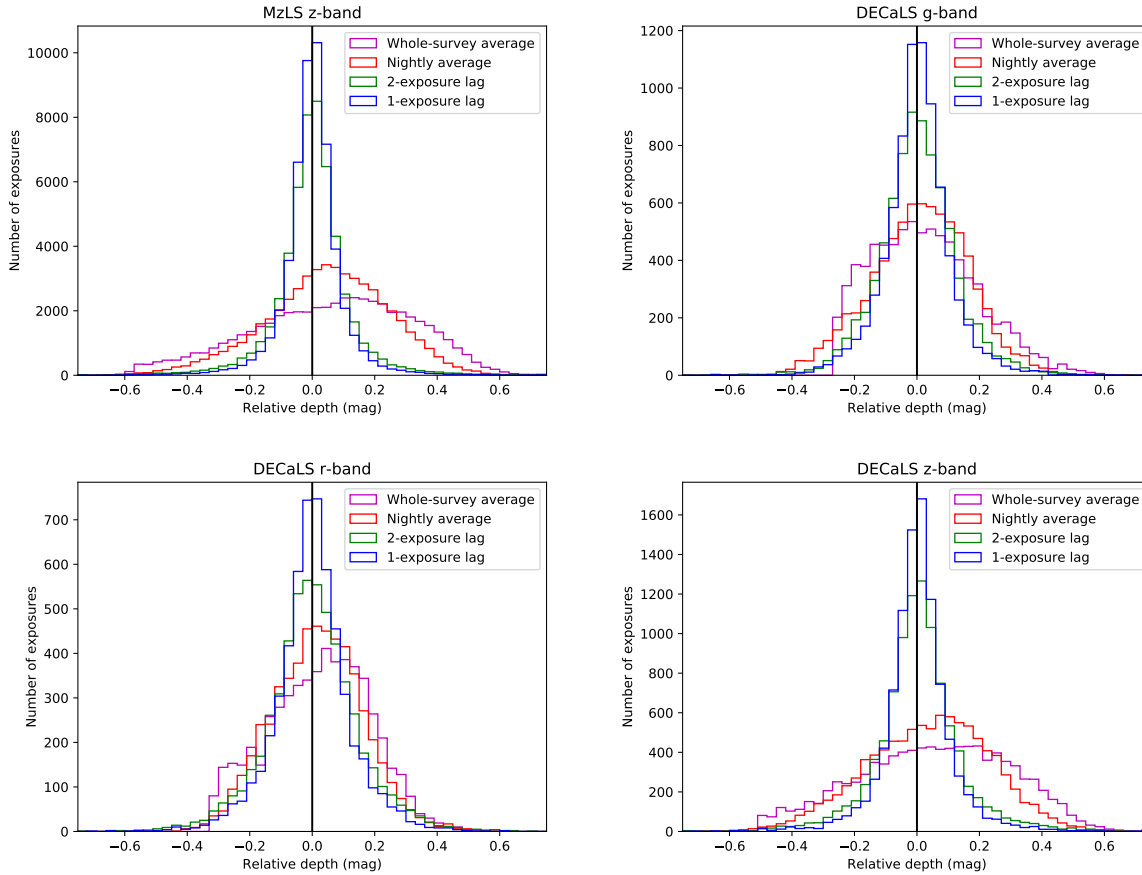 MzLS z-band
Number of exposures
10000
8000
6000
4000
2000
0
Whole-survey average
Nightly average
2-exposure lag
1-exposure lag
−0.6 −0.4 −0.2 0.0 0.2 0.4 0.6
Relative depth (mag)
DECaLS g-band
Number of exposures
1200
1000
800
600
400
200
0
Whole-survey average
Nightly average
2-exposure lag
1-exposure lag
−0.6 −0.4 −0.2 0.0 0.2 0.4 0.6
Relative depth (mag)
DECaLS r-band
Number of exposures
700
600
500
400
300
200
100
0
Whole-survey average
Nightly average
2-exposure lag
1-exposure lag
−0.6 −0.4 −0.2 0.0 0.2 0.4 0.6
Relative depth (mag)
DECaLS z-band
Number of exposures
1600
1400
1200
1000
800
600
400
200
0
Whole-survey average
Nightly average
2-exposure lag
1-exposure lag
−0.6 −0.4 −0.2 0.0 0.2 0.4 0.6
Relative depth (mag)